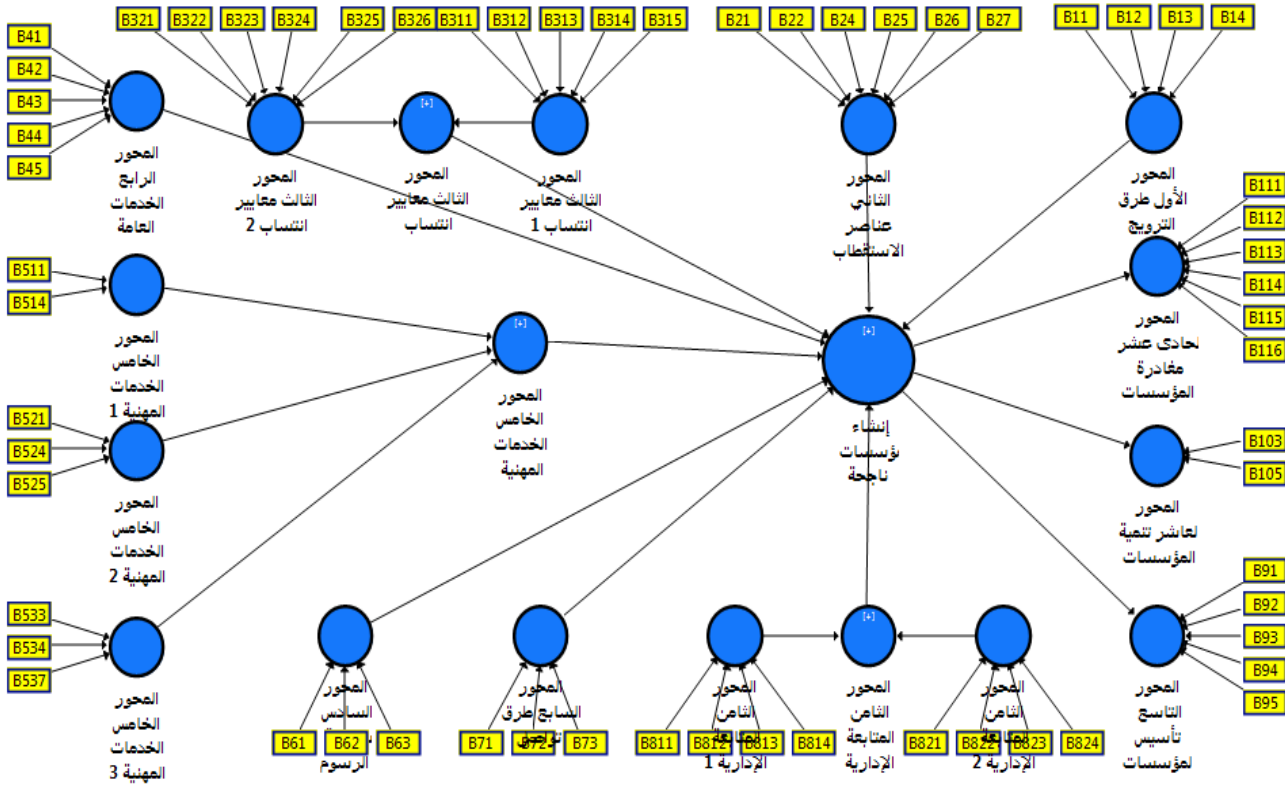 B321
B322
B323
B324
B325
B326
B311
B312
B313
B314
B315
B21
B22
B24
B25
B26
B27
B11
B12
B13
B14
B41
B42
B43
B44
B45
[+]
المحور
الرابع
الخدمات
العامة
المحور
الثالث معايير
انتساب 2
المحور
الثالث معايير
انتساب
المحور
الثالث معايير
انتساب 1
المحور
الثاني
عناصر
الاستقطاب
المحور
الأول طرق
الترويج
B111
B112
B113
B114
B115
B116
المحور
لحادى عشر
مغادرة
المؤسسات
B511
B514
المحور
الخامس
الخدمات
المهنية 1
[+]
المحور
الخامس
الخدمات
المهنية
[+]
إنشاء
ؤسسات
ناجحة
B103
B105
المحور
لعاشر تنمية
المؤسسات
B521
B524
B525
المحور
الخامس
الخدمات
المهنية 2
B533
B534
B537
المحور
الخامس
الخدمات
المهنية 3
المحور
السادس
الرسوم
B61
B62
B63
المحور
السابع طرق
B71
B72
B73
المحور
الثامن
المتابعة
الإدارية 1
B811
B812
B813
B814
[+]
المحور
الثامن
المتابعة
الإدارية
المحور
الثامن
المتابعة
الإدارية 2
B821
B822
B823
B824
B91
B92
B93
B94
B95
المحور
التاسع
تأسيس
لمؤسسات